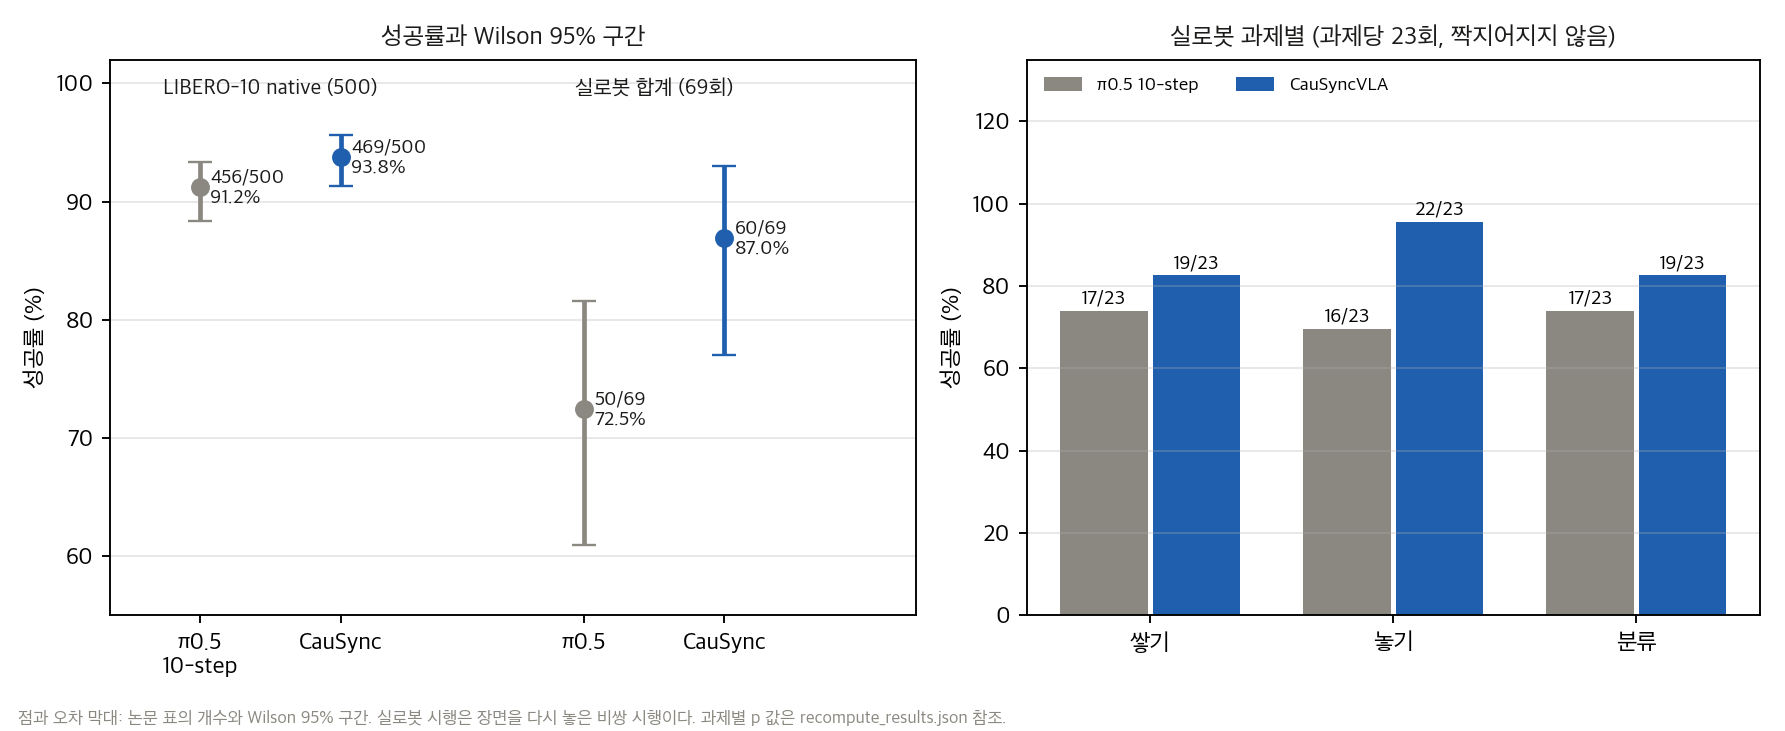 성공률과 Wilson 95% 구간
LIBERO-10 native (500)
실로봇 합계 (69회)
성공률 (%)
100
90
80
70
60
456/500
91.2%
469/500
93.8%
50/69
72.5%
60/69
87.0%
π0.5
10-step
CauSync
π0.5
CauSync
실로봇 과제별 (과제당 23회, 짝지어지지 않음)
π0.5 10-step
CauSyncVLA
성공률 (%)
120
100
80
60
40
20
0
17/23
19/23
16/23
22/23
17/23
19/23
쌓기
놓기
분류
점과 오차 막대: 논문 표의 개수와 Wilson 95% 구간. 실로봇 시행은 장면을 다시 놓은 비쌍 시행이다. 과제별 p 값은 recompute_results.json 참조.